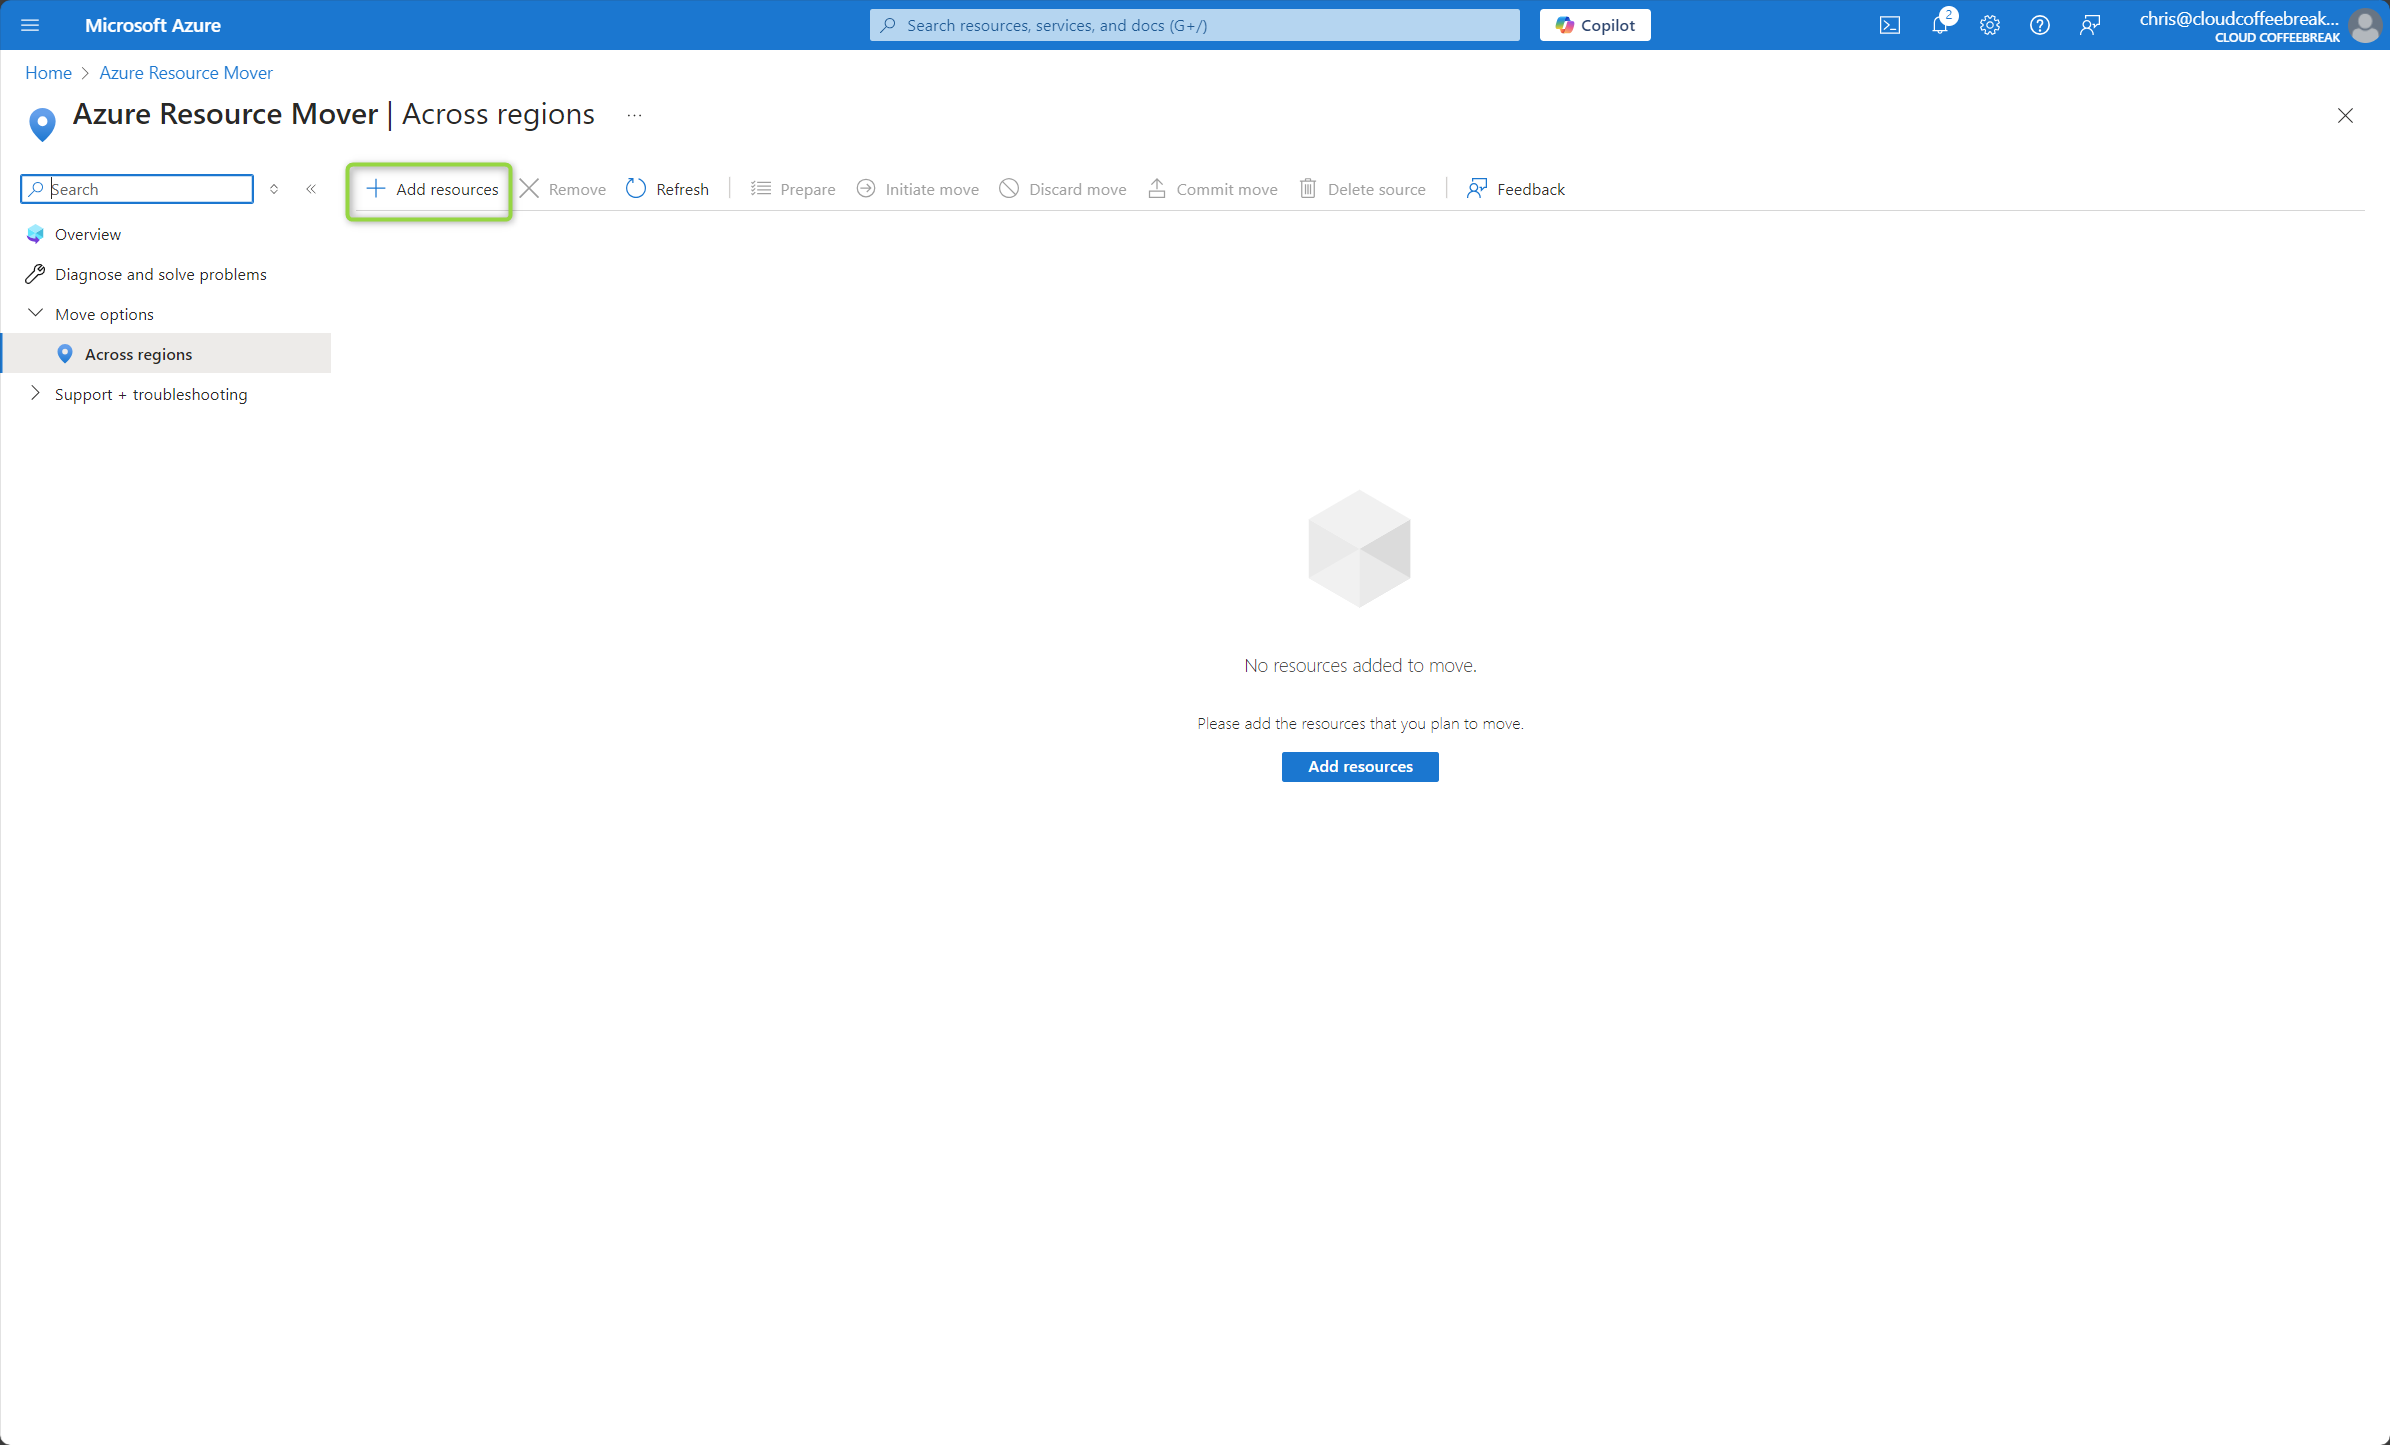 Microsoft Azure
Search resources, services, and docs (G+/)
Copilot
2
chris@cloudcoffeebreak...
CLOUD COFFEEBREAK
Home > Azure Resource Mover
Azure Resource Mover | Across regions ...
Search
Add resources
Remove
Refresh
Prepare
Initiate move
Discard move
Commit move
Delete source
Feedback
Overview
Diagnose and solve problems
Move options
Across regions
Support + troubleshooting
No resources added to move.
Please add the resources that you plan to move.
Add resources